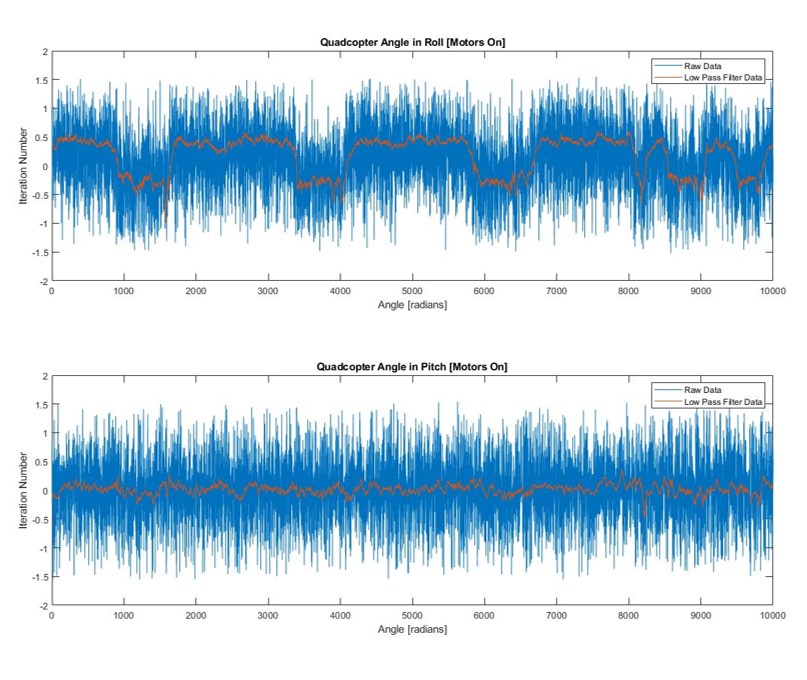 Quadcopter Angle in Roll [Motors On]
Raw Data
Low Pass Filter Data
2
1.5
1
0.5
0
-0.5
-1
-1.5
-2
Iteration Number
0 1000 2000 3000 4000 5000 6000 7000 8000 9000 10000
Angle [radians]
Quadcopter Angle in Pitch [Motors On]
Raw Data
Low Pass Filter Data
2
1.5
1
0.5
0
-0.5
-1
-1.5
-2
Iteration Number
0 1000 2000 3000 4000 5000 6000 7000 8000 9000 10000
Angle [radians]